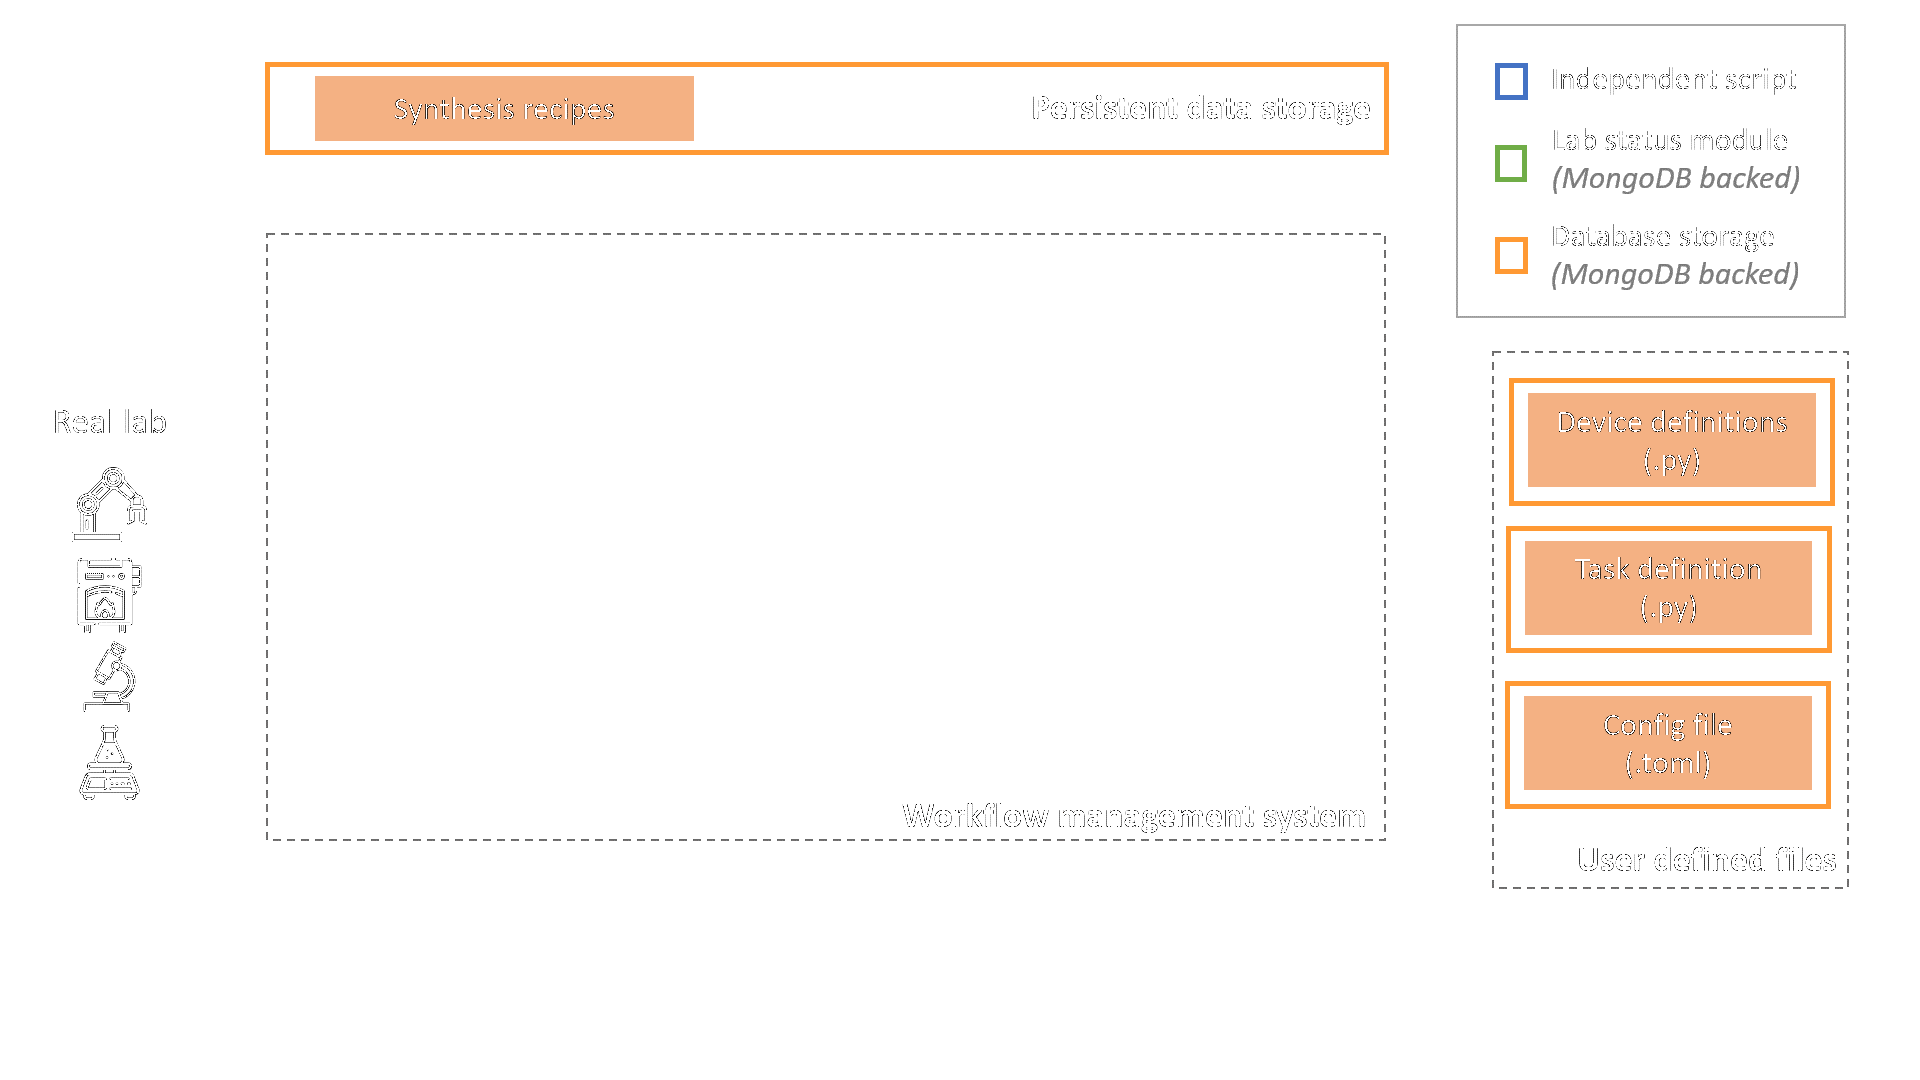 Synthesis recipes
Persistent data storage
Independent script
Lab status module
(MongoDB backed)
Database storage
(MongoDB backed)
Real lab
Device definitions
(.py)
Task definition
(.py)
Config file
(.toml)
Workflow management system
User defined files